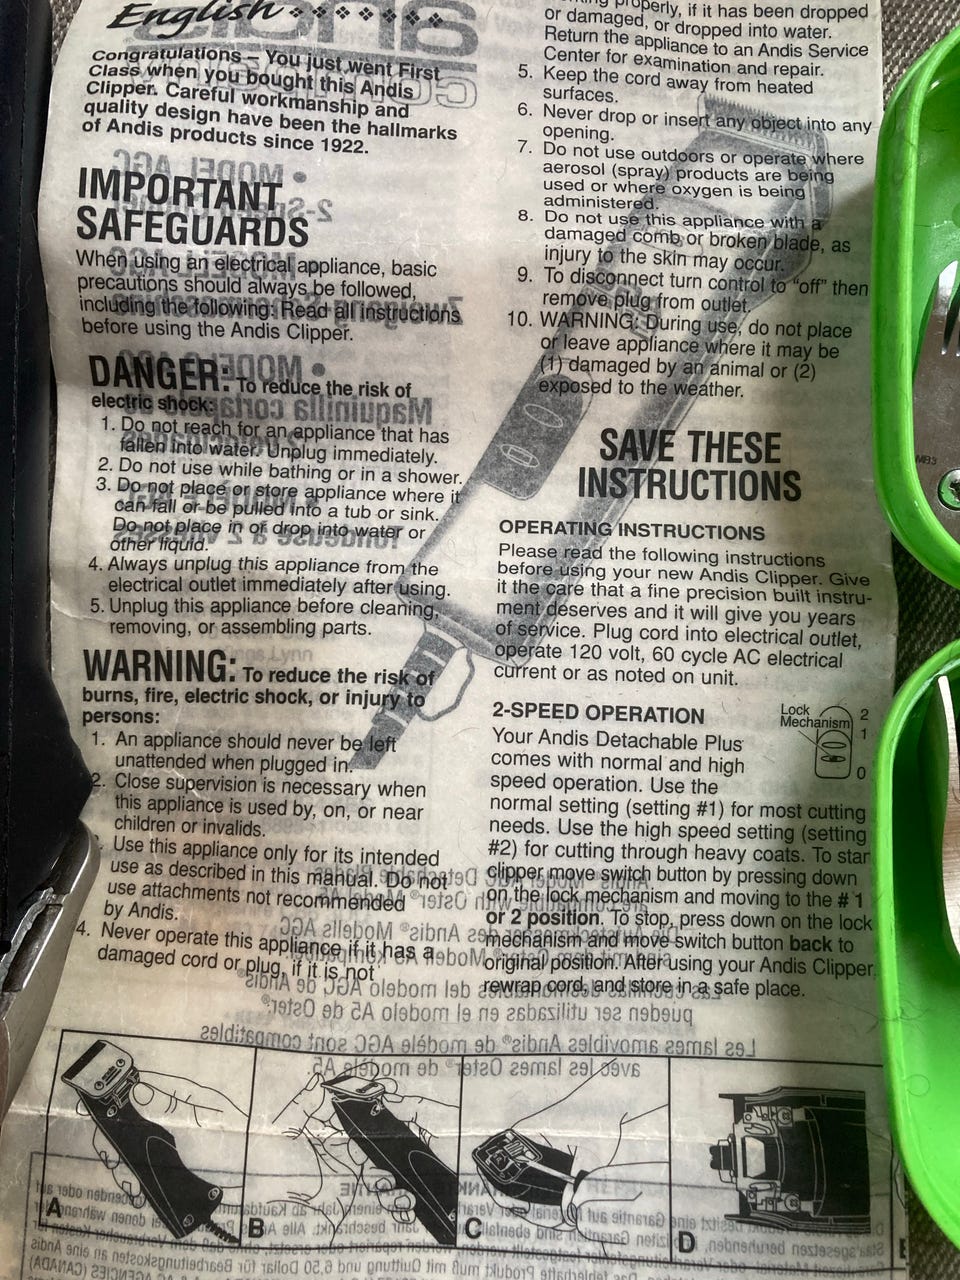 English
Congratulations – You just went First
Class when you bought this Andis
Clipper. Careful workmanship and
quality design have been the hallmarks
of Andis products since 1922.
IMPORTANT
SAFEGUARDS
When using an electrical appliance, basic
precautions should always be followed,
including the following: Read all instructions
before using the Andis Clipper.
DANGER: To reduce the risk of
electric shock:
1. Do not reach for an appliance that has
fallen into water. Unplug immediately.
2. Do not use while bathing or in a shower.
3. Do not place or store appliance where it
can fall or be pulled into a tub or sink.
Do not place in or drop into water or
other liquid.
4. Always unplug this appliance from the
electrical outlet immediately after using.
5. Unplug this appliance before cleaning,
removing, or assembling parts.
WARNING: To reduce the risk of
burns, fire, electric shock, or injury to
persons:
1. An appliance should never be left
unattended when plugged in.
2. Close supervision is necessary when
this appliance is used by, on, or near
children or invalids.
Use this appliance only for its intended
use as described in this manual. Do not
use attachments not recommended
by Andis.
4. Never operate this appliance if it has a
damaged cord or plug, if it is not
properly, if it has been dropped
or damaged, or dropped into water.
Return the appliance to an Andis Service
Center for examination and repair.
5. Keep the cord away from heated
surfaces.
6. Never drop or insert any object into any
opening.
7. Do not use outdoors or operate where
aerosol (spray) products are being
used or where oxygen is being
administered.
8. Do not use this appliance with a
damaged comb or broken blade, as
injury to the skin may occur.
9. To disconnect turn control to "off" then
remove plug from outlet.
10. WARNING: During use, do not place
or leave appliance where it may be
(1) damaged by an animal or (2)
exposed to the weather.
SAVE THESE
INSTRUCTIONS
OPERATING INSTRUCTIONS
Please read the following instructions
before using your new Andis Clipper. Give
it the care that a fine precision built instru-
ment deserves and it will give you years
of service. Plug cord into electrical outlet,
operate 120 volt, 60 cycle AC electrical
current or as noted on unit.
2-SPEED OPERATION
Lock
Mechanism
2
1
0
Your Andis Detachable Plus
comes with normal and high
speed operation. Use the
normal setting (setting #1) for most cutting
needs. Use the high speed setting (setting
#2) for cutting through heavy coats. To star
clipper move switch button by pressing down
on the lock mechanism and moving to the # 1
or 2 position. To stop, press down on the lock
mechanism and move switch button back to
original position. After using your Andis Clipper,
rewrap cord, and store in a safe place.
A
B
C
D
E